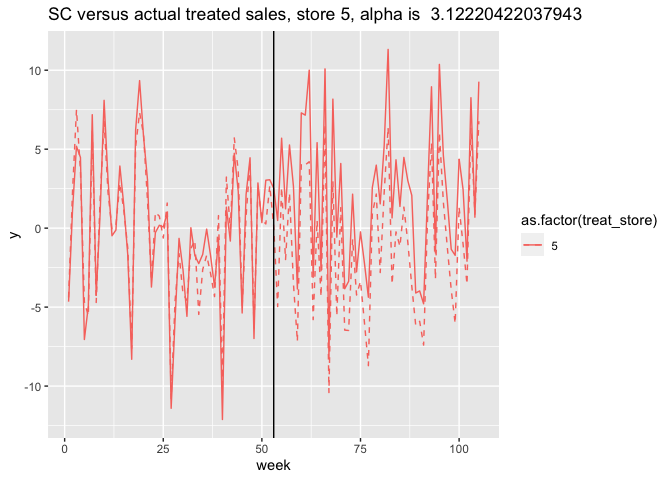 SC versus actual treated sales, store 5, alpha is  3.12220422037943
10
5
0
-5
-10
y
0 25 50 75 100
week
as.factor(treat_store)
5